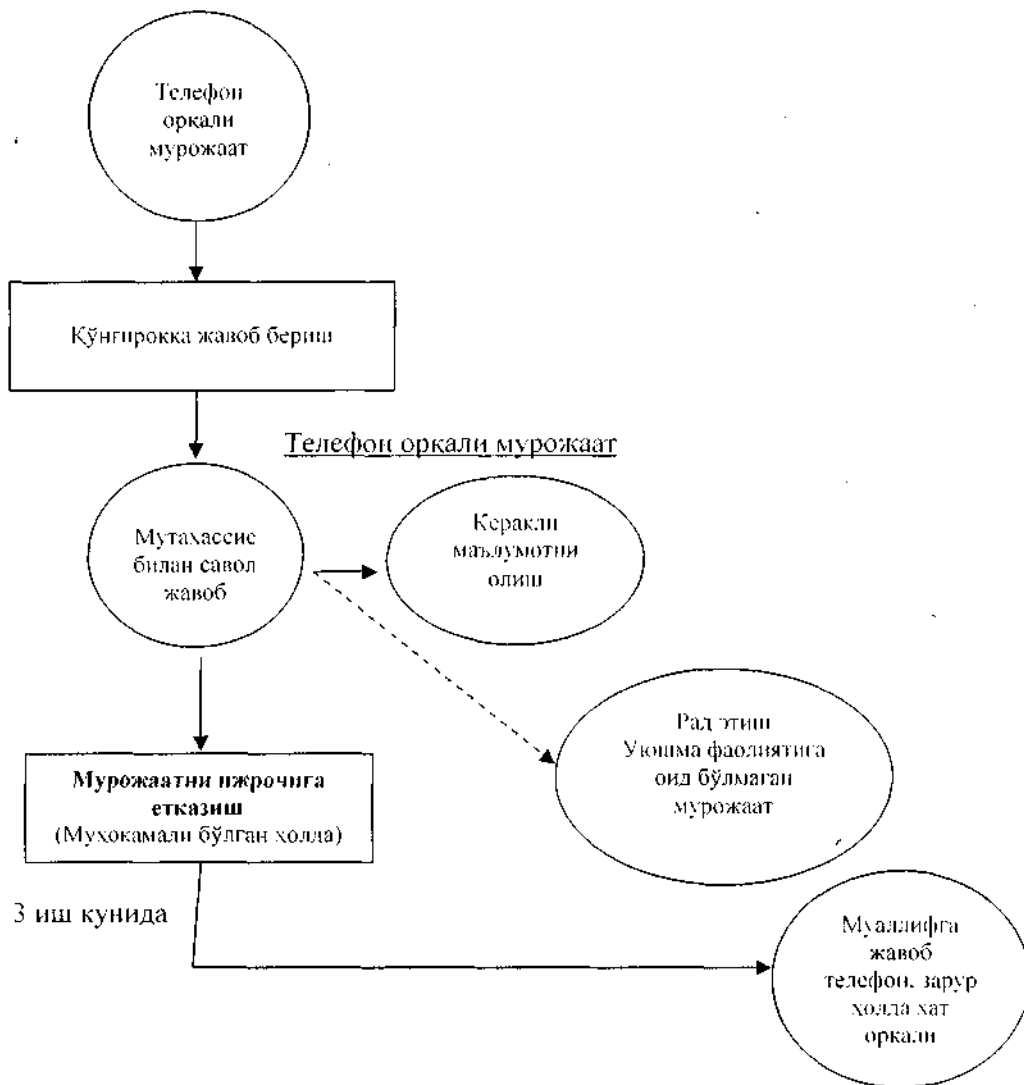 Телефон
орқали
мурожаат
Қўнғироққа жавоб бериш
Телефон орқали мурожаат
Мутахассис
билан савол
жавоб
Керакли
маълумотни
олиш
Рад этиш
Уюшма фаолиятига
оид бўлмаган
мурожаат
Мурожаатни ижрочига
етказиш
(Муҳокамали бўлган ҳолда)
3 иш кунида
Муаллифга
жавоб
телефон, зарур
ҳолда хат
орқали